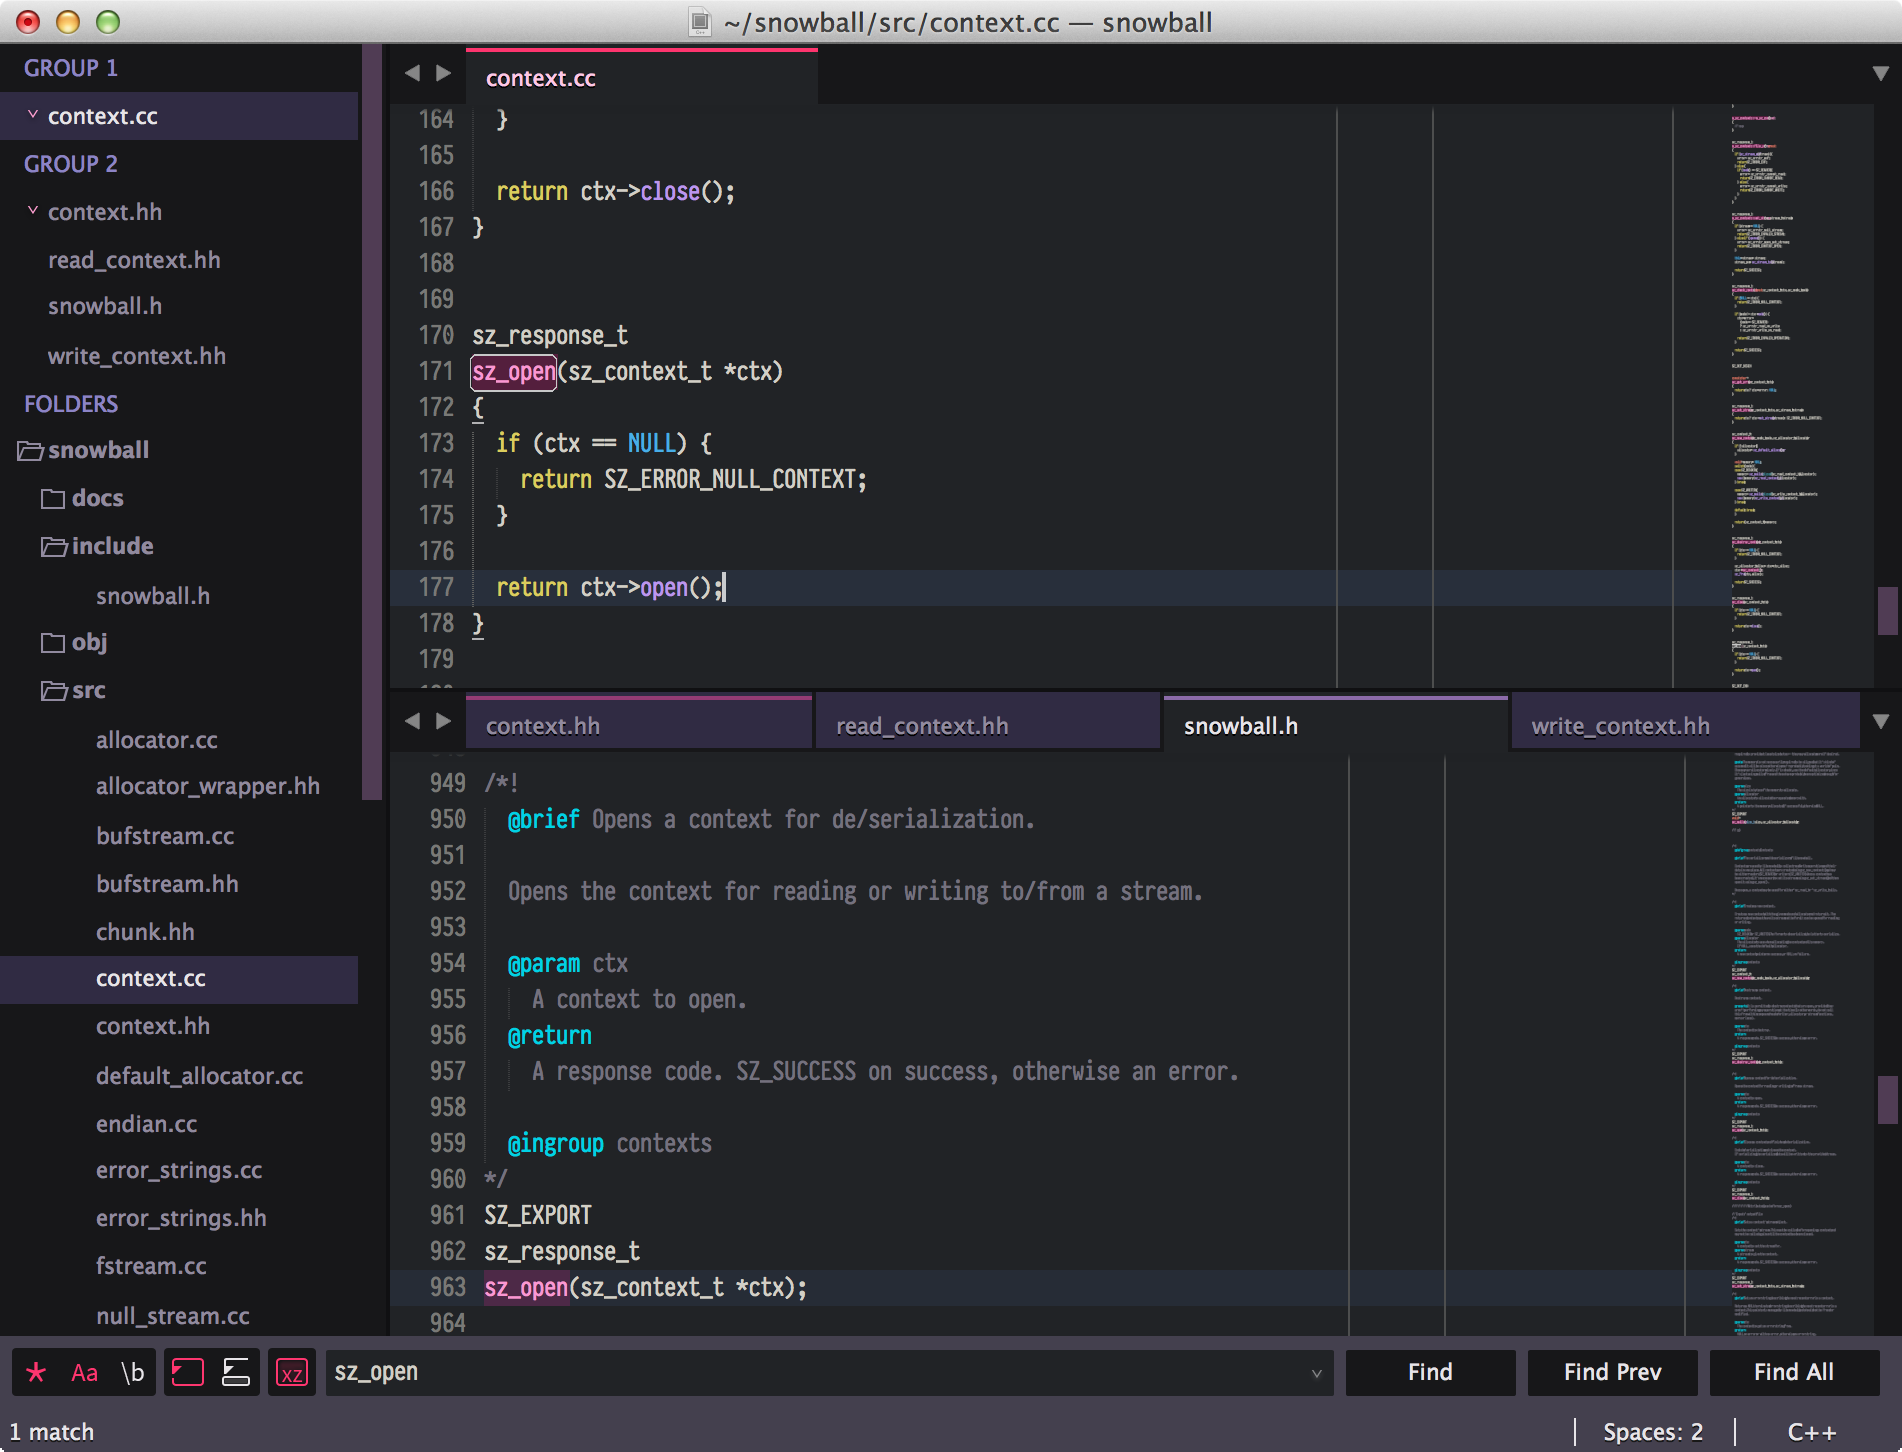 ~/snowball/src/context.cc — snowball
GROUP 1
context.cc
GROUP 2
context.hh
read_context.hh
snowball.h
write_context.hh
FOLDERS
snowball
docs
include
snowball.h
obj
src
allocator.cc
allocator_wrapper.hh
bufstream.cc
bufstream.hh
chunk.hh
context.cc
context.hh
default_allocator.cc
endian.cc
error_strings.cc
error_strings.hh
fstream.cc
null_stream.cc
context.cc
164 }
165
166 return ctx->close();
167 }
168
169
170 sz_response_t
171 sz_open(sz_context_t *ctx)
172 {
173 if (ctx == NULL) {
174 return SZ_ERROR_NULL_CONTEXT;
175 }
176
177 return ctx->open();
178 }
179
context.hh read_context.hh snowball.h write_context.hh
949 /*!
950 @brief Opens a context for de/serialization.
951
952 Opens the context for reading or writing to/from a stream.
953
954 @param ctx
955 A context to open.
956 @return
957 A response code. SZ_SUCCESS on success, otherwise an error.
958
959 @ingroup contexts
960 */
961 SZ_EXPORT
962 sz_response_t
963 sz_open(sz_context_t *ctx);
964
* Aa \b xz sz_open Find Find Prev Find All
1 match Spaces: 2 C++